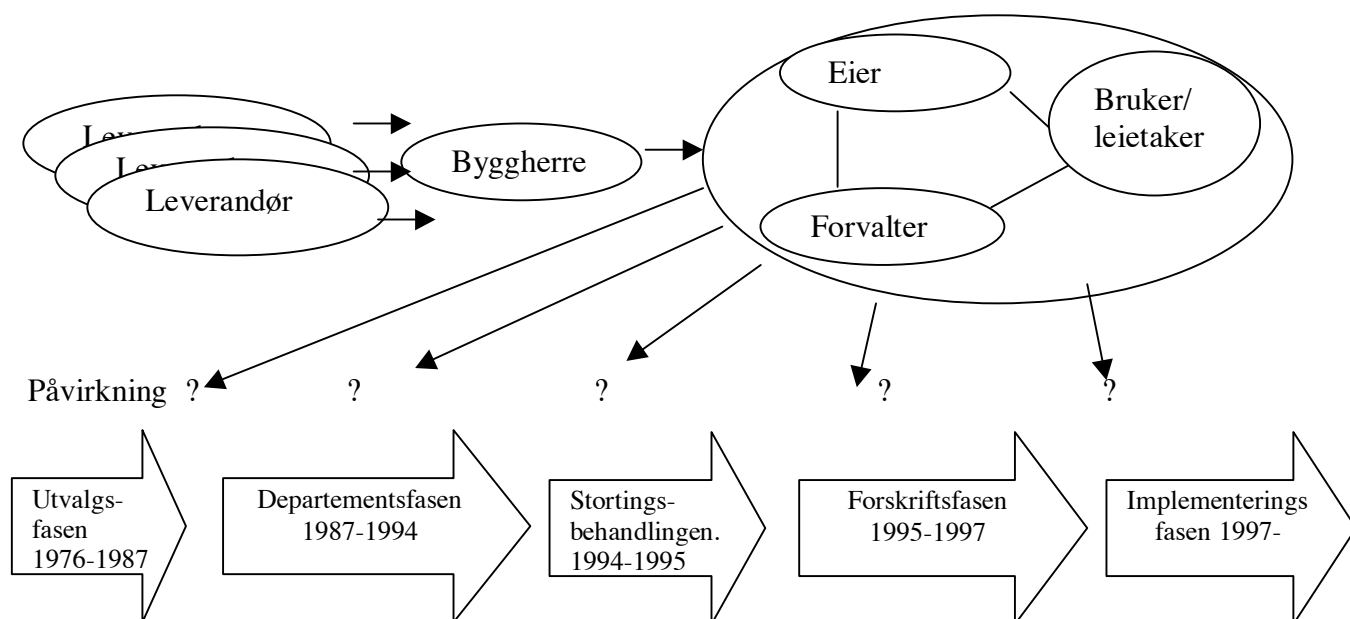 Eier
Bruker/
leietaker
Byggherre
Leverandør
Forvalter
Påvirkning ? ? ? ? ?
Utvalgs-
fasen
1976-1987
Departementsfasen
1987-1994
Stortings-
behandlingen.
1994-1995
Forskriftsfasen
1995-1997
Implementerings
fasen 1997-